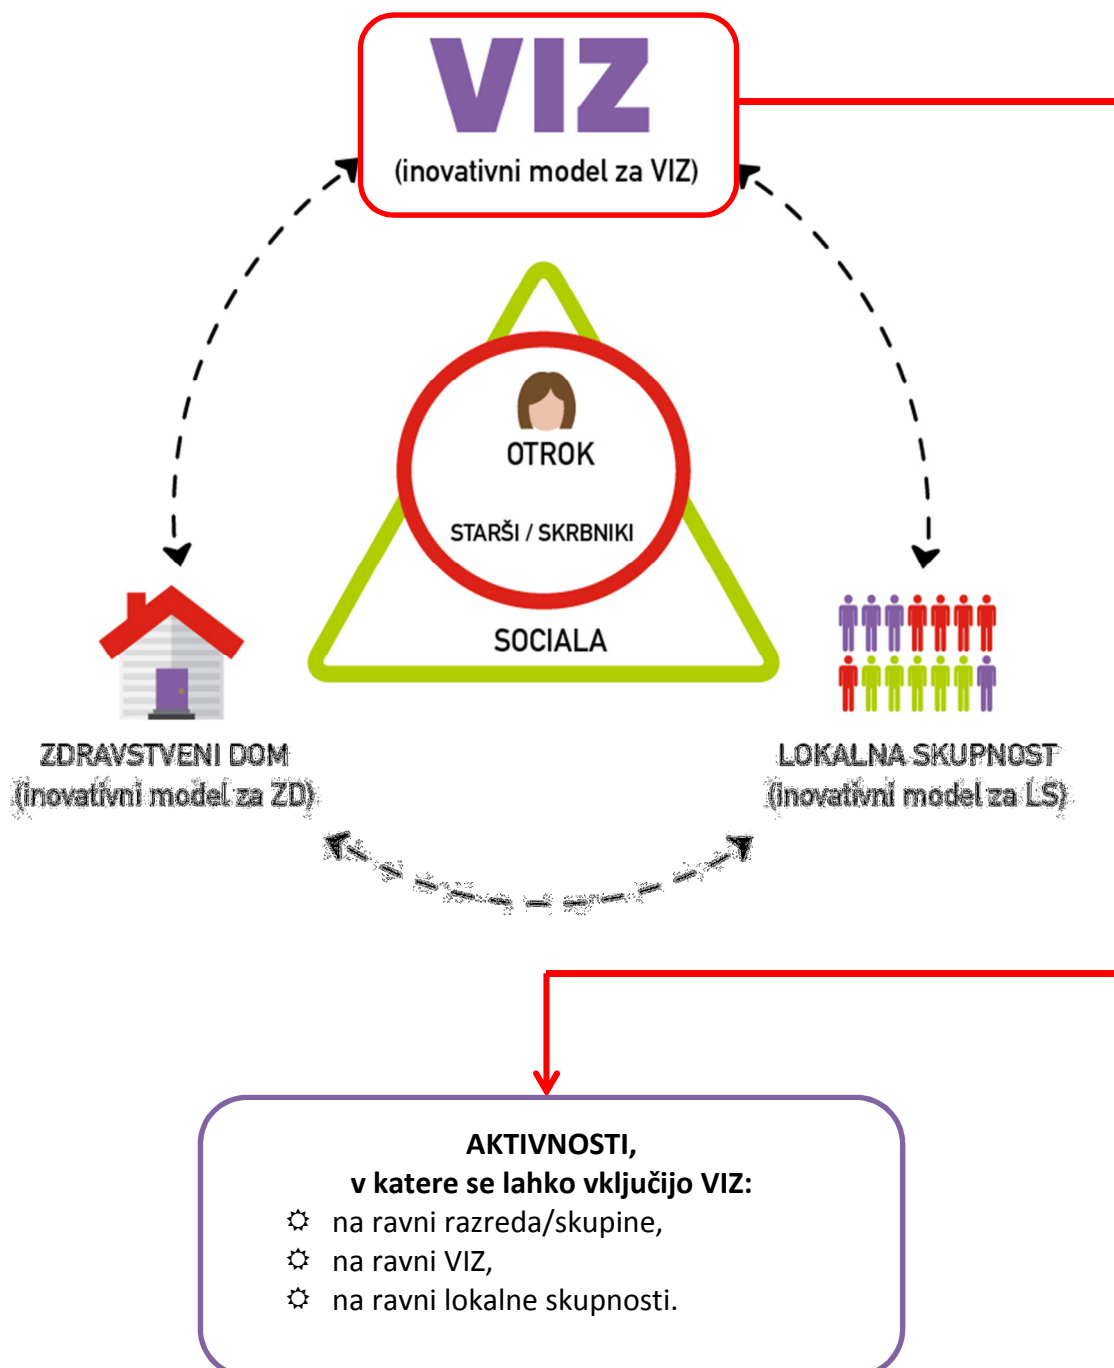 VIZ
(inovativni model za VIZ)
OTROK
STARŠI / SKRBNIKI
SOCIALA
ZDRAVSTVENI DOM
(inovativni model za ZD)
LOKALNA SKUPNOST
(inovativni model za LS)
AKTIVNOSTI,
v katere se lahko vključijo VIZ:
na ravni razreda/skupine,
na ravni VIZ,
na ravni lokalne skupnosti.